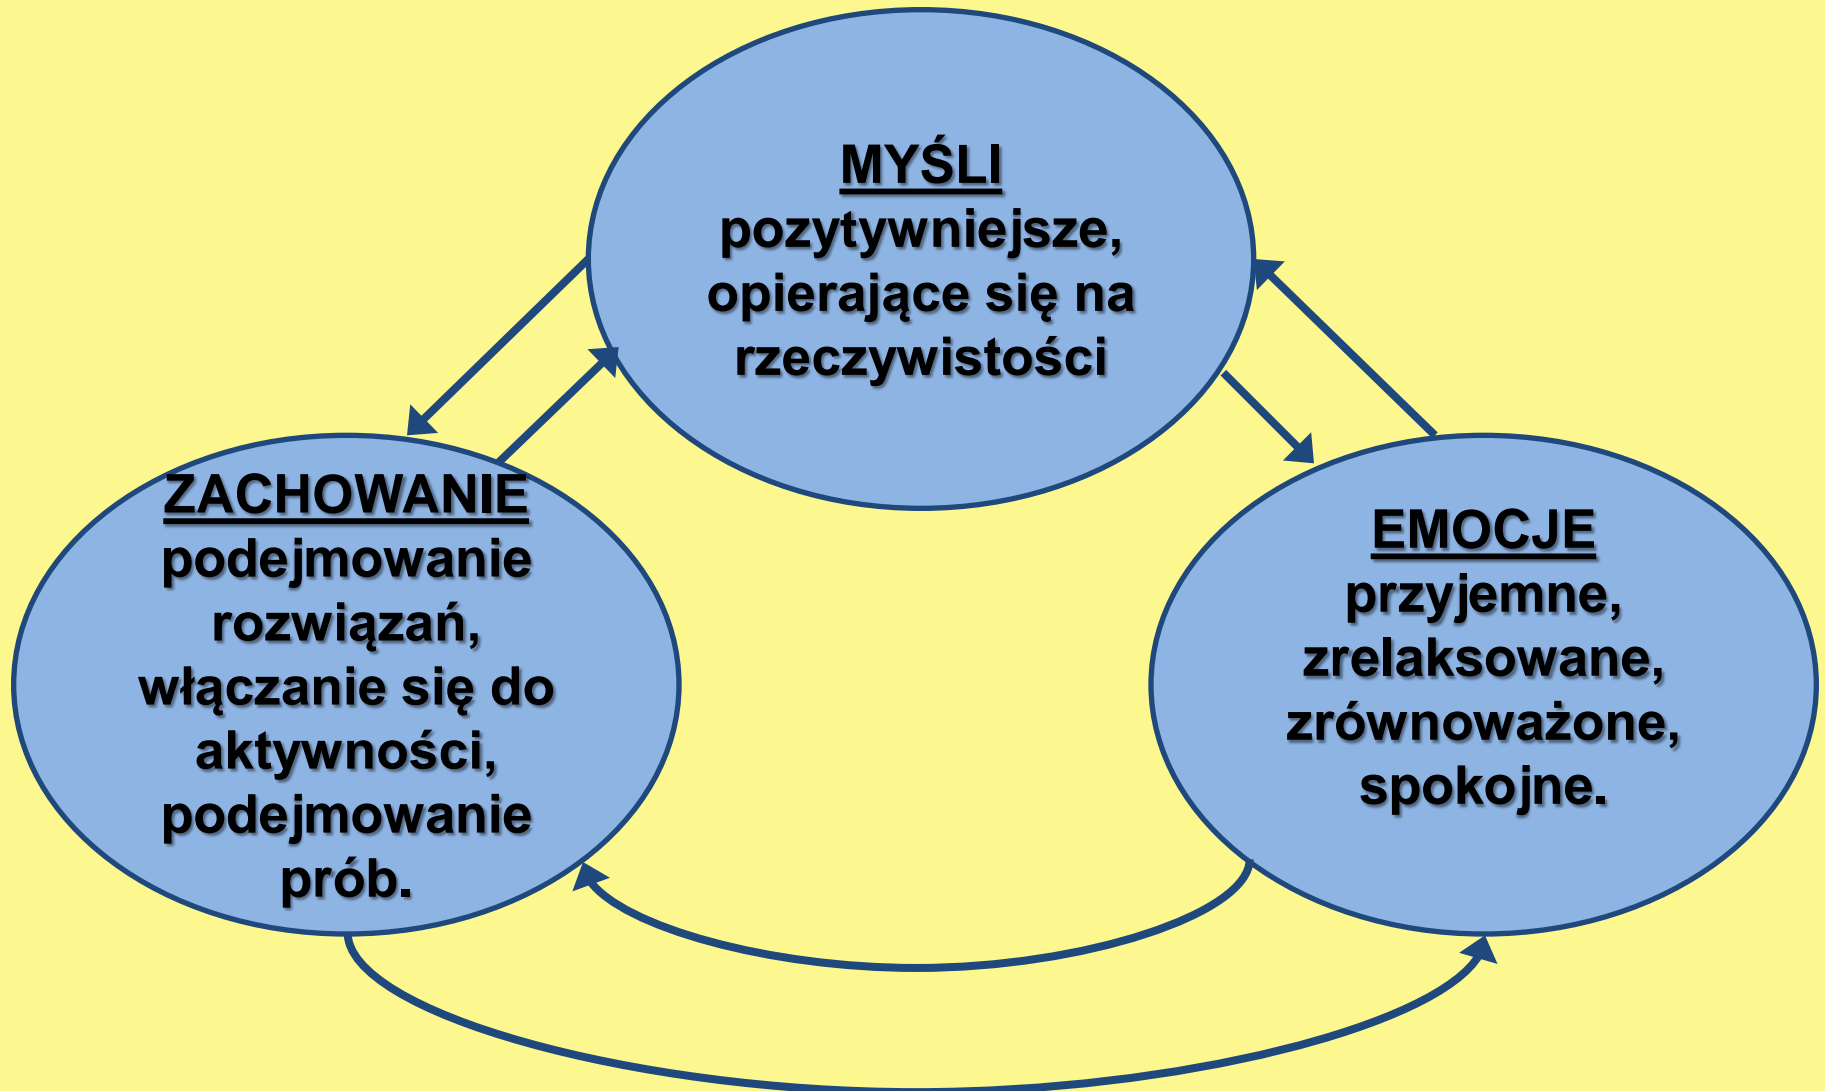 MYŚLI
pozytywniejsze,
opierające się na
rzeczywistości
ZACHOWANIE
podejmowanie
rozwiązań,
włączanie się do
aktywności,
podejmowanie
prób.
EMOCJE
przyjemne,
zrelaksowane,
zrównoważone,
spokojne.